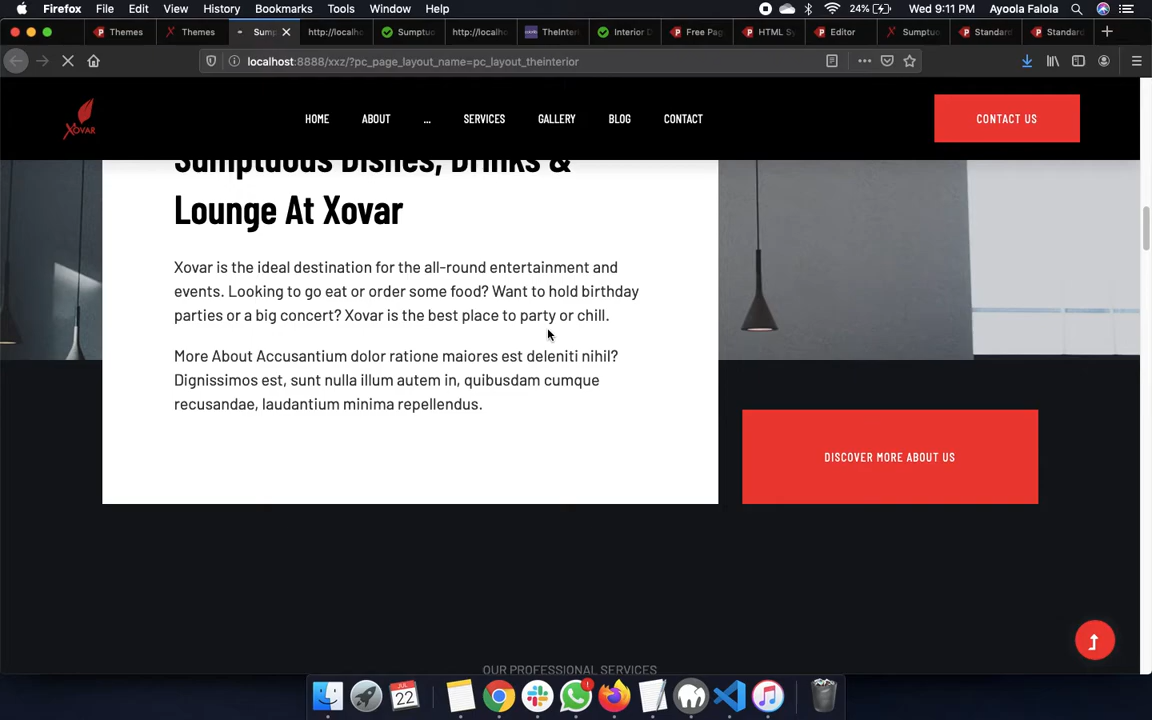 Firefox File Edit View History Bookmarks Tools Window Help 24% Wed 9:11 PM Ayoola Falola
Themes Themes Sump http://localh Sumptuo http://localh TheInter Interior D Free Pag HTML Sy Editor Sumptuo Standard Standard
localhost:8888/xxz/?pc_page_layout_name=pc_layout_theinterior
XOVAR HOME ABOUT ... SERVICES GALLERY BLOG CONTACT CONTACT US
Sumptuous Dishes, Drinks &
Lounge At Xovar
Xovar is the ideal destination for the all-round entertainment and
events. Looking to go eat or order some food? Want to hold birthday
parties or a big concert? Xovar is the best place to party or chill.
More About Accusantium dolor ratione maiores est deleniti nihil?
Dignissimos est, sunt nulla illum autem in, quibusdam cumque
recusandae, laudantium minima repellendus.
DISCOVER MORE ABOUT US
OUR PROFESSIONAL SERVICES
JUL
22
1